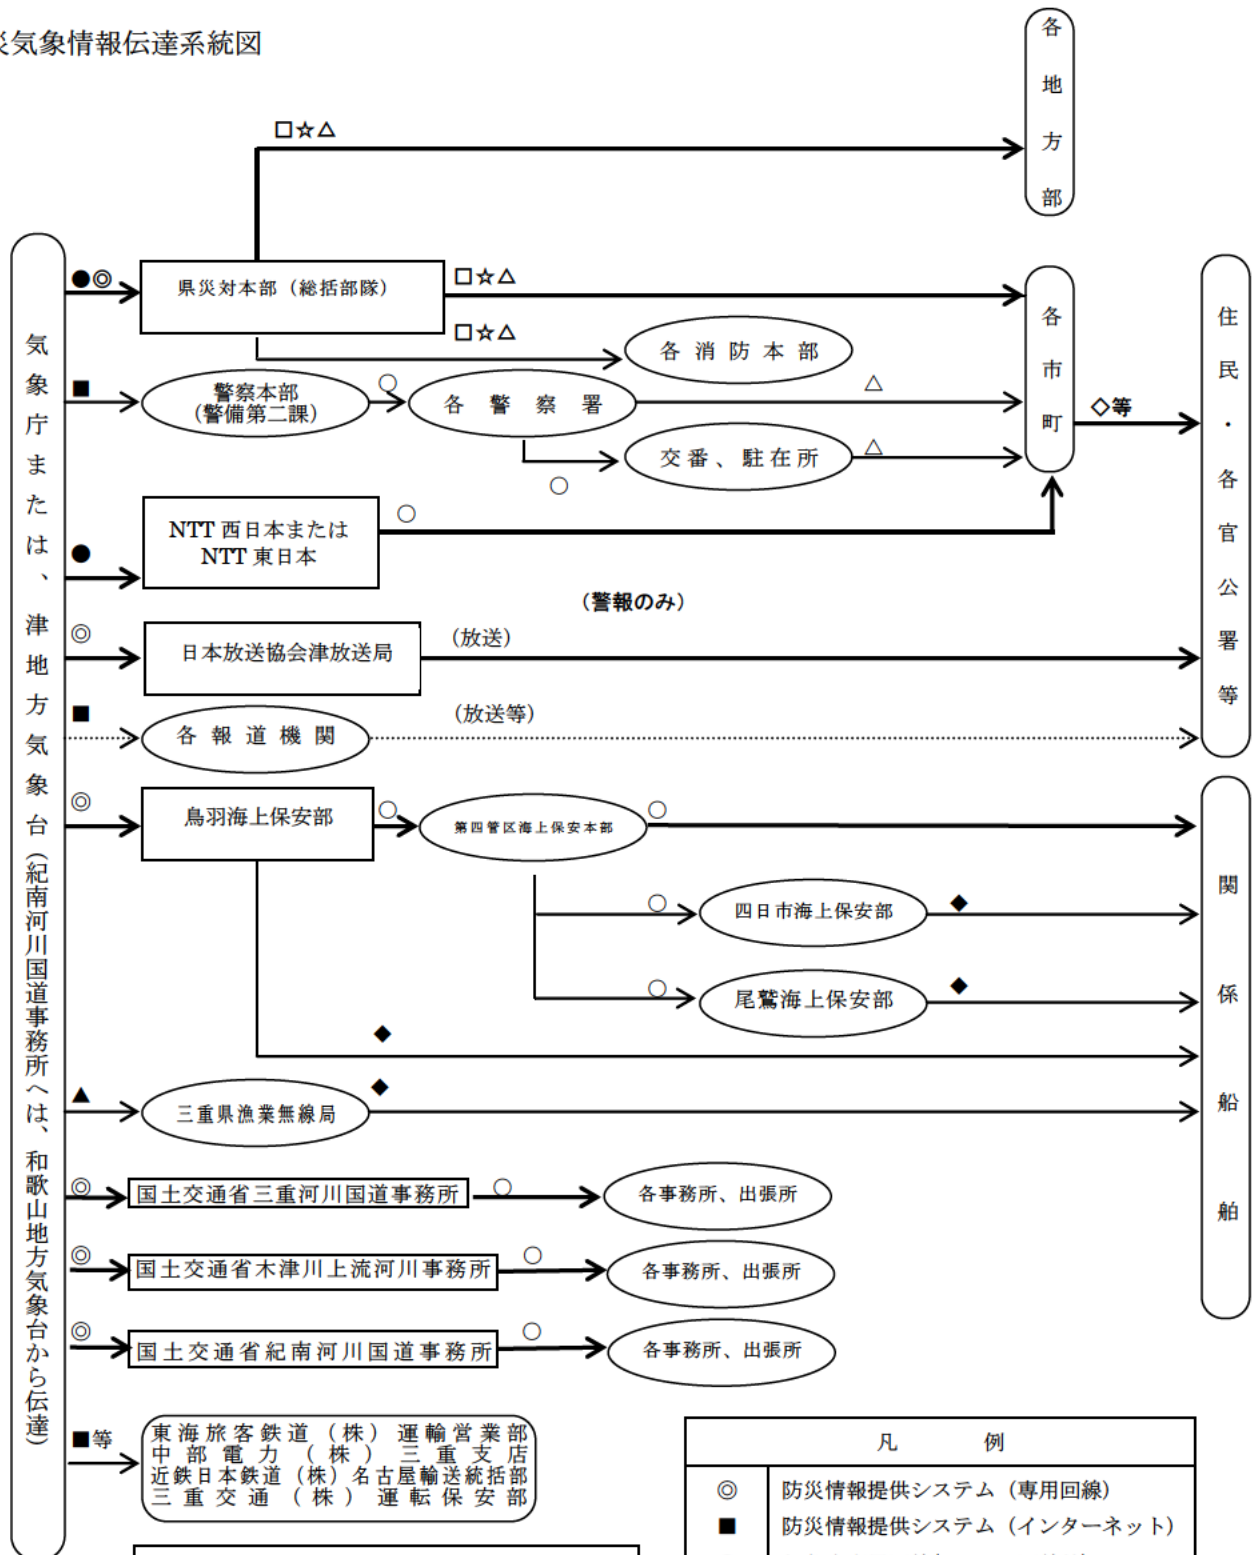 気象情報伝達系統図
各地方部
□☆△
気象庁または、津地方気象台（紀南河川国道事務所へは、和歌山地方気象台から伝達）
●◎
県災対本部（総括部隊）
□☆△
□☆△
各消防本部
各市町
◇等
住民・各官公署等
■
警察本部
（警備第二課）
○
各警察署
△
○
交番、駐在所
△
●
NTT 西日本または
NTT 東日本
○
（警報のみ）
◎
日本放送協会津放送局
（放送）
■
各報道機関
（放送等）
◎
鳥羽海上保安部
○
第四管区海上保安本部
○
関係船舶
○
四日市海上保安部
◆
○
尾鷲海上保安部
◆
◆
▲
三重県漁業無線局
◆
◎
国土交通省三重河川国道事務所
○
各事務所、出張所
◎
国土交通省木津川上流河川事務所
○
各事務所、出張所
◎
国土交通省紀南河川国道事務所
○
各事務所、出張所
■等
東海旅客鉄道（株）運輸営業部
中部電力（株）三重支店
近鉄日本鉄道（株）名古屋輸送統括部
三重交通（株）運転保安部
凡　例
◎ 防災情報提供システム（専用回線）
■ 防災情報提供システム（インターネット）